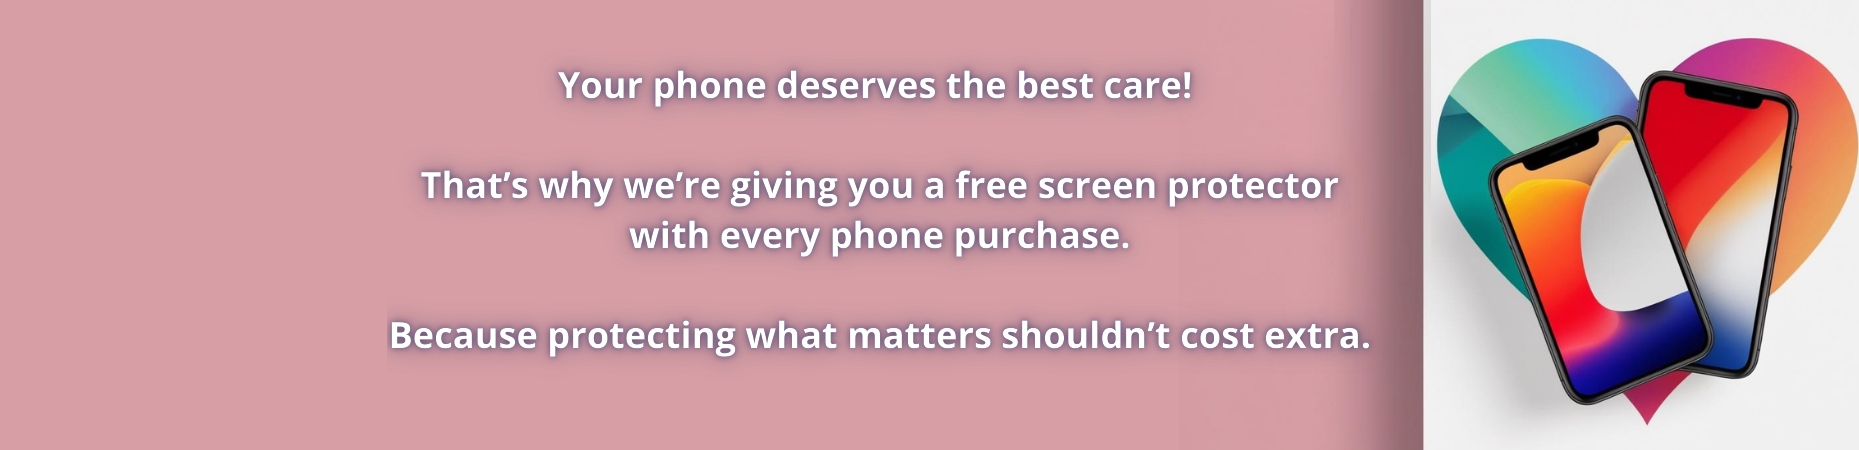 Your phone deserves the best care!
That’s why we’re giving you a free screen protector
with every phone purchase.
Because protecting what matters shouldn’t cost extra.